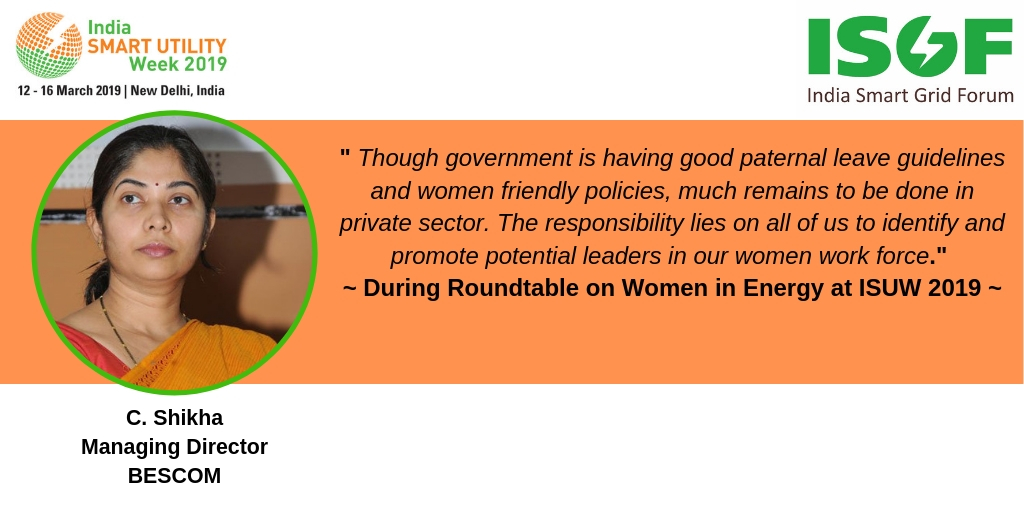 India
SMART UTILITY
Week 2019
12 - 16 March 2019 | New Delhi, India
ISGF
India Smart Grid Forum
" Though government is having good paternal leave guidelines
and women friendly policies, much remains to be done in
private sector. The responsibility lies on all of us to identify and
promote potential leaders in our women work force."
~ During Roundtable on Women in Energy at ISUW 2019 ~
C. Shikha
Managing Director
BESCOM